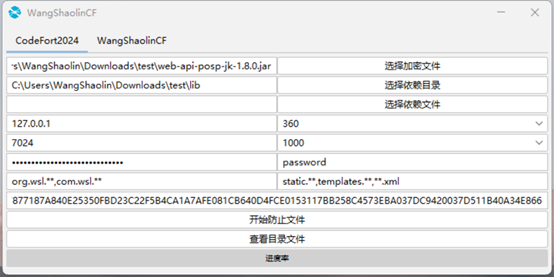 WangShaolinCF
CodeFort2024 WangShaolinCF
rs\WangShaolin\Downloads\test\web-api-posp-jk-1.8.0.jar 选择加密文件
C:\Users\WangShaolin\Downloads\test\lib 选择依赖目录
选择依赖文件
127.0.0.1 360
7024 1000
••••••••••••••••••••••••••••• password
org.wsl.**,com.wsl.** static.**,templates.**,**.xml
877187A840E25350FBD23C22F5B4CA1A7AFE081CB640D4FCE0153117BB258C4573EBA037DC9420037D511B40A34E866
开始防止文件
查看目录文件
进度率